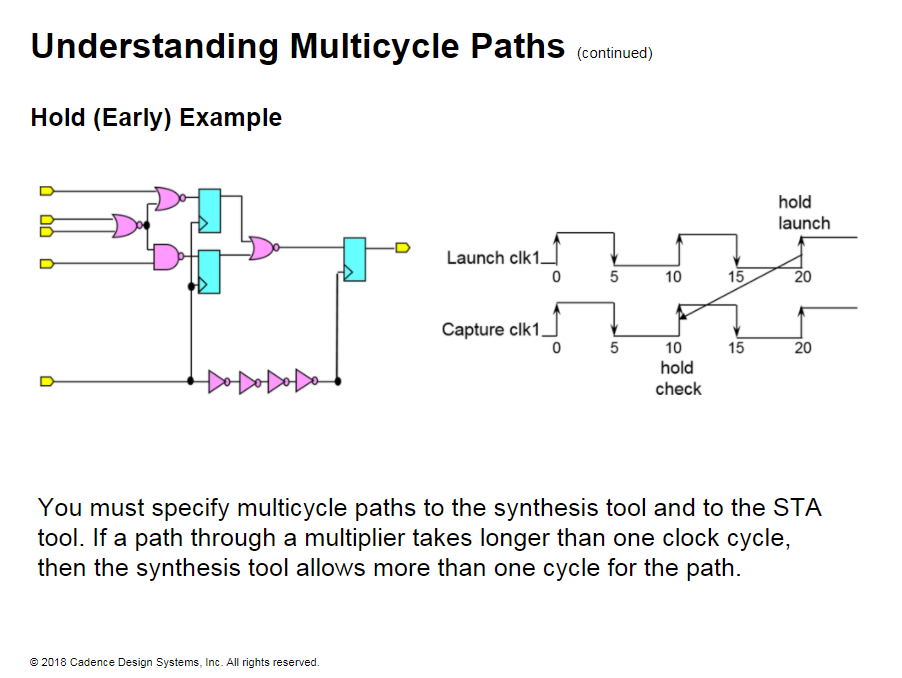 Understanding Multicycle Paths (continued)
Hold (Early) Example
hold
launch
Launch clk1
0 5 10 15 20
Capture clk1
0 5 10 15 20
hold
check
You must specify multicycle paths to the synthesis tool and to the STA
tool. If a path through a multiplier takes longer than one clock cycle,
then the synthesis tool allows more than one cycle for the path.
© 2018 Cadence Design Systems, Inc. All rights reserved.